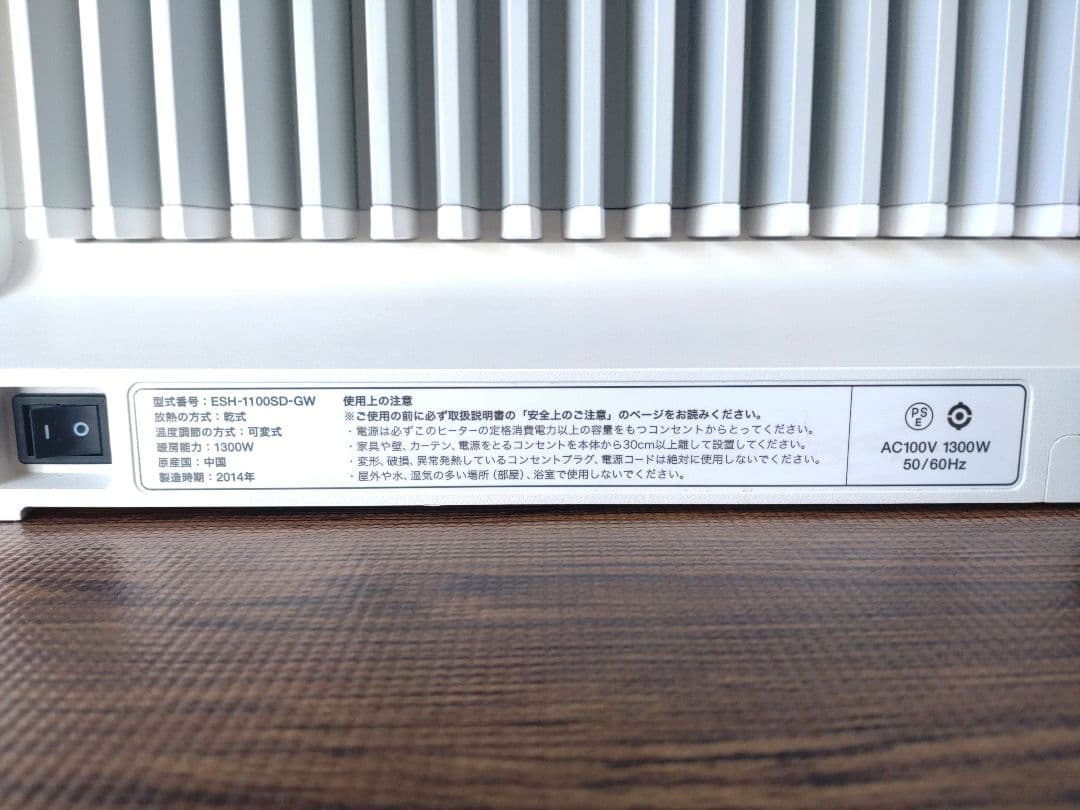 型式番号：ESH-1100SD-GW
放熱の方式：乾式
温度調節の方式：可変式
暖房能力：1300W
原産国：中国
製造時期：2014年
使用上の注意
※ご使用の前に必ず取扱説明書の「安全上のご注意」のページをお読みください。
・電源は必ずこのヒーターの定格消費電力以上の容量をもつコンセントからとってください。
・家具や壁、カーテン、電源をとるコンセントを本体から30cm以上離して設置してください。
・変形、破損、異常発熱しているコンセントプラグ、電源コードは絶対に使用しないでください。
・屋外や水、湿気の多い場所（部屋）、浴室で使用しないでください。
PS
E
AC100V 1300W
50/60Hz